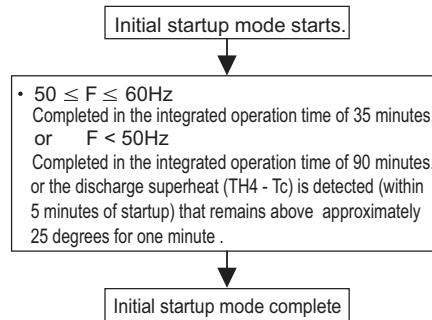 Initial startup mode starts.
• 50 ≤ F ≤ 60Hz
Completed in the integrated operation time of 35 minutes.
or F < 50Hz
Completed in the integrated operation time of 90 minutes.
or the discharge superheat (TH4 - Tc) is detected (within
5 minutes of startup) that remains above approximately
25 degrees for one minute .
Initial startup mode complete